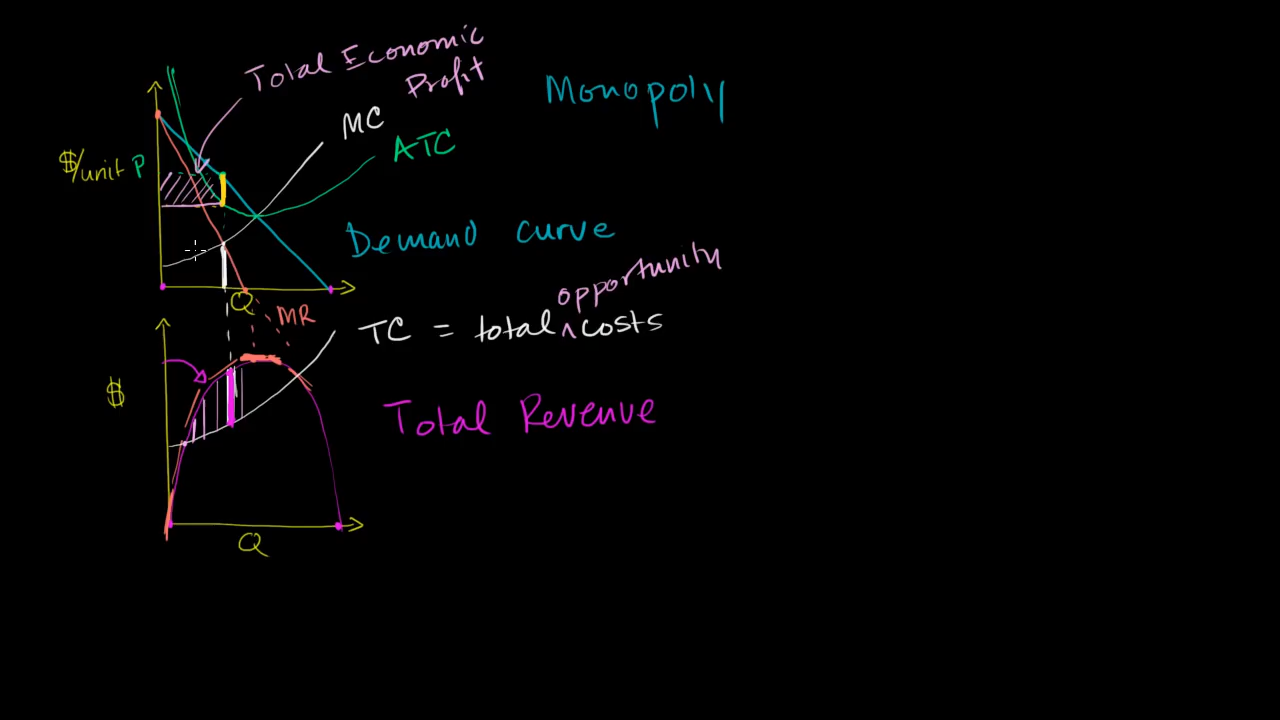 Total Economic
Profit
Monopoly
MC
ATC
$/unit P
Demand curve
opportunity
Q
MR
TC = total ^ costs
$
Total Revenue
Q